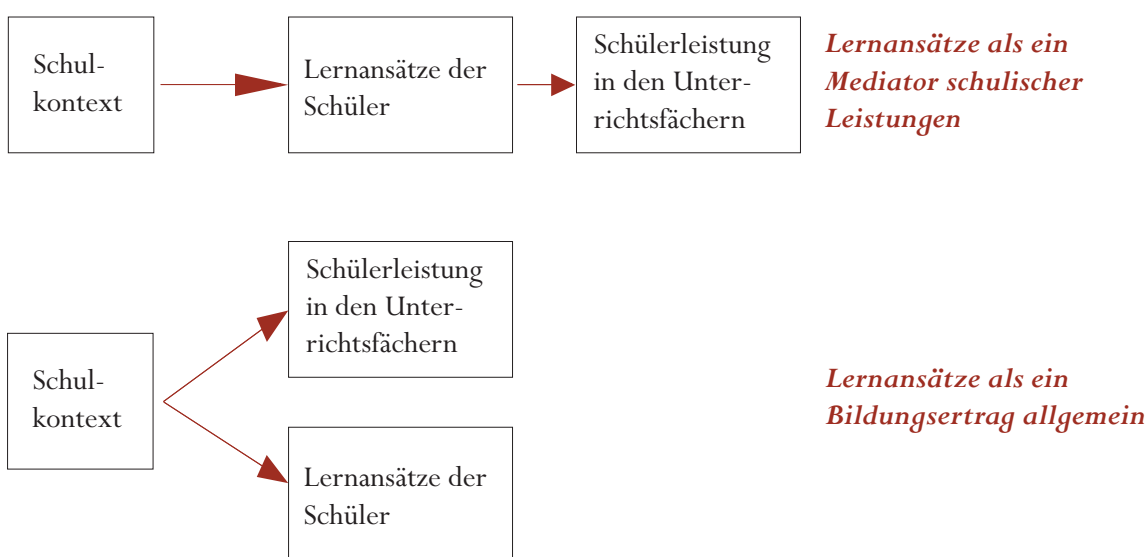 Schul-
kontext
Lernansätze der
Schüler
Schülerleistung
in den Unter-
richtsfächern
Lernansätze als ein
Mediator schulischer
Leistungen
Schul-
kontext
Schülerleistung
in den Unter-
richtsfächern
Lernansätze der
Schüler
Lernansätze als ein
Bildungsertrag allgemein